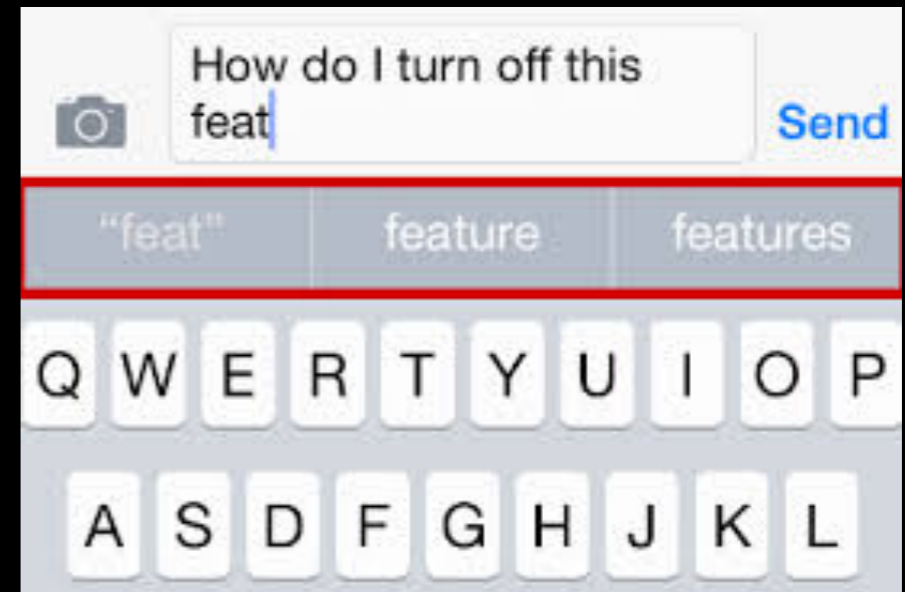 How do I turn off this
feat
Send
“feat” feature features
Q W E R T Y U I O P
A S D F G H J K L